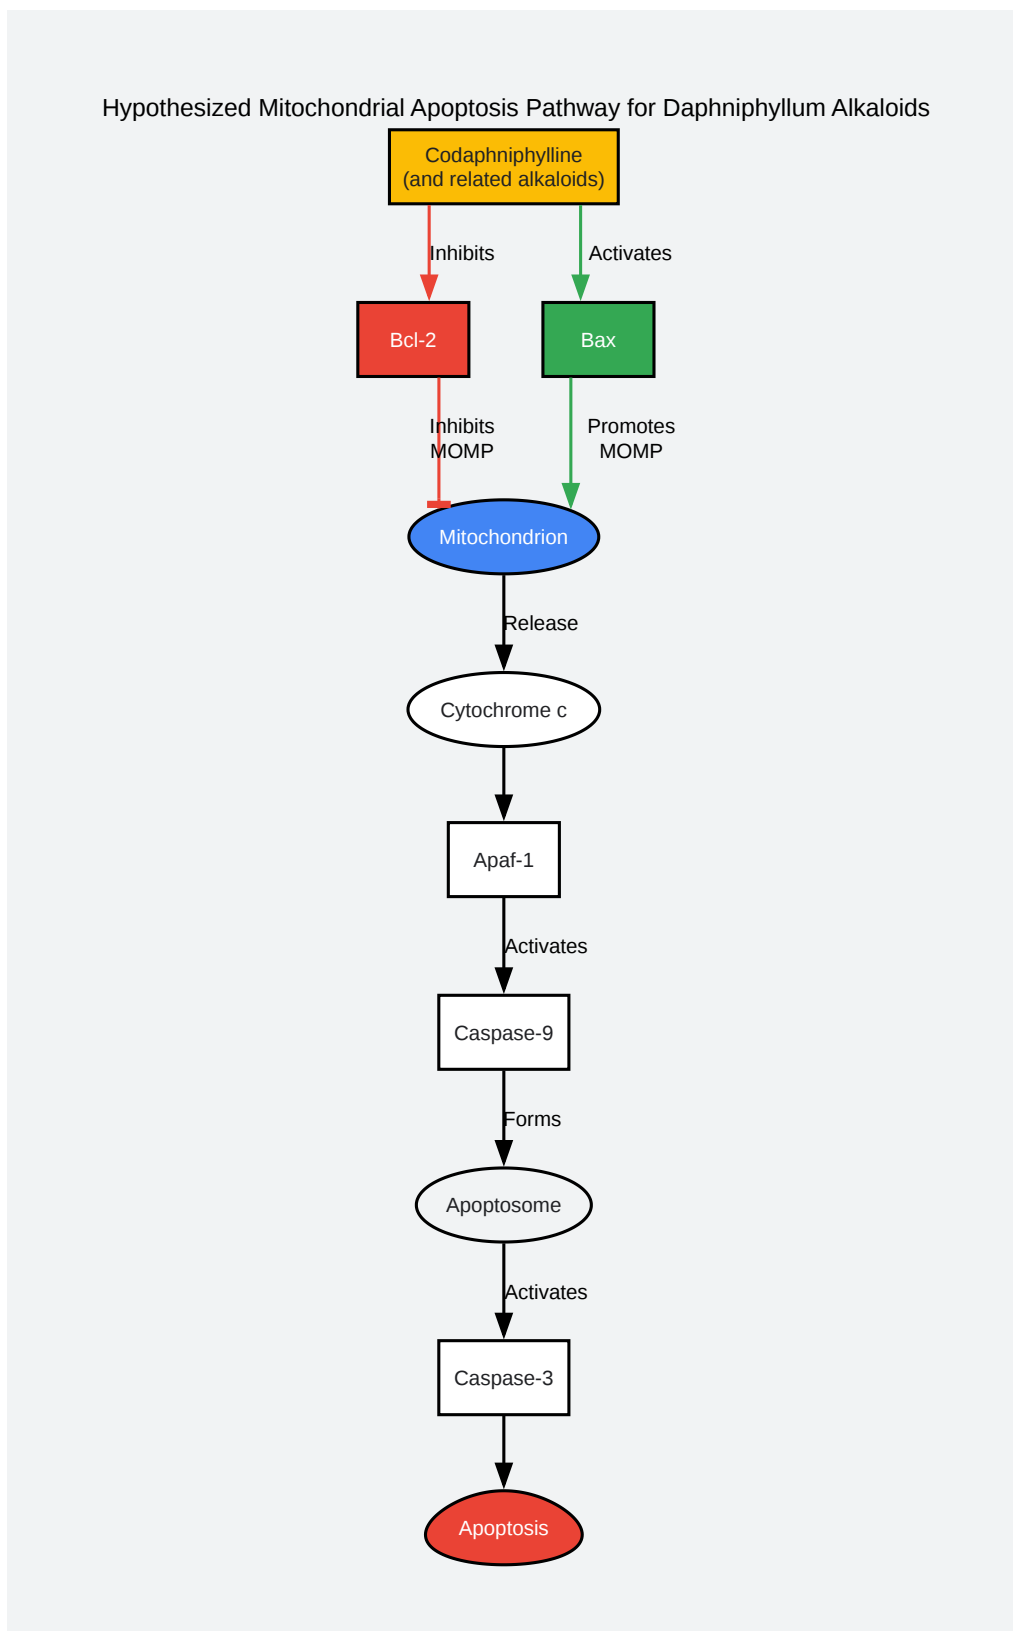 Hypothesized Mitochondrial Apoptosis Pathway for Daphniphyllum Alkaloids
Codaphniphylline
(and related alkaloids)
Inhibits
Activates
Bcl-2
Bax
Inhibits
MOMP
Promotes
MOMP
Mitochondrion
Release
Cytochrome c
Apaf-1
Activates
Caspase-9
Forms
Apoptosome
Activates
Caspase-3
Apoptosis